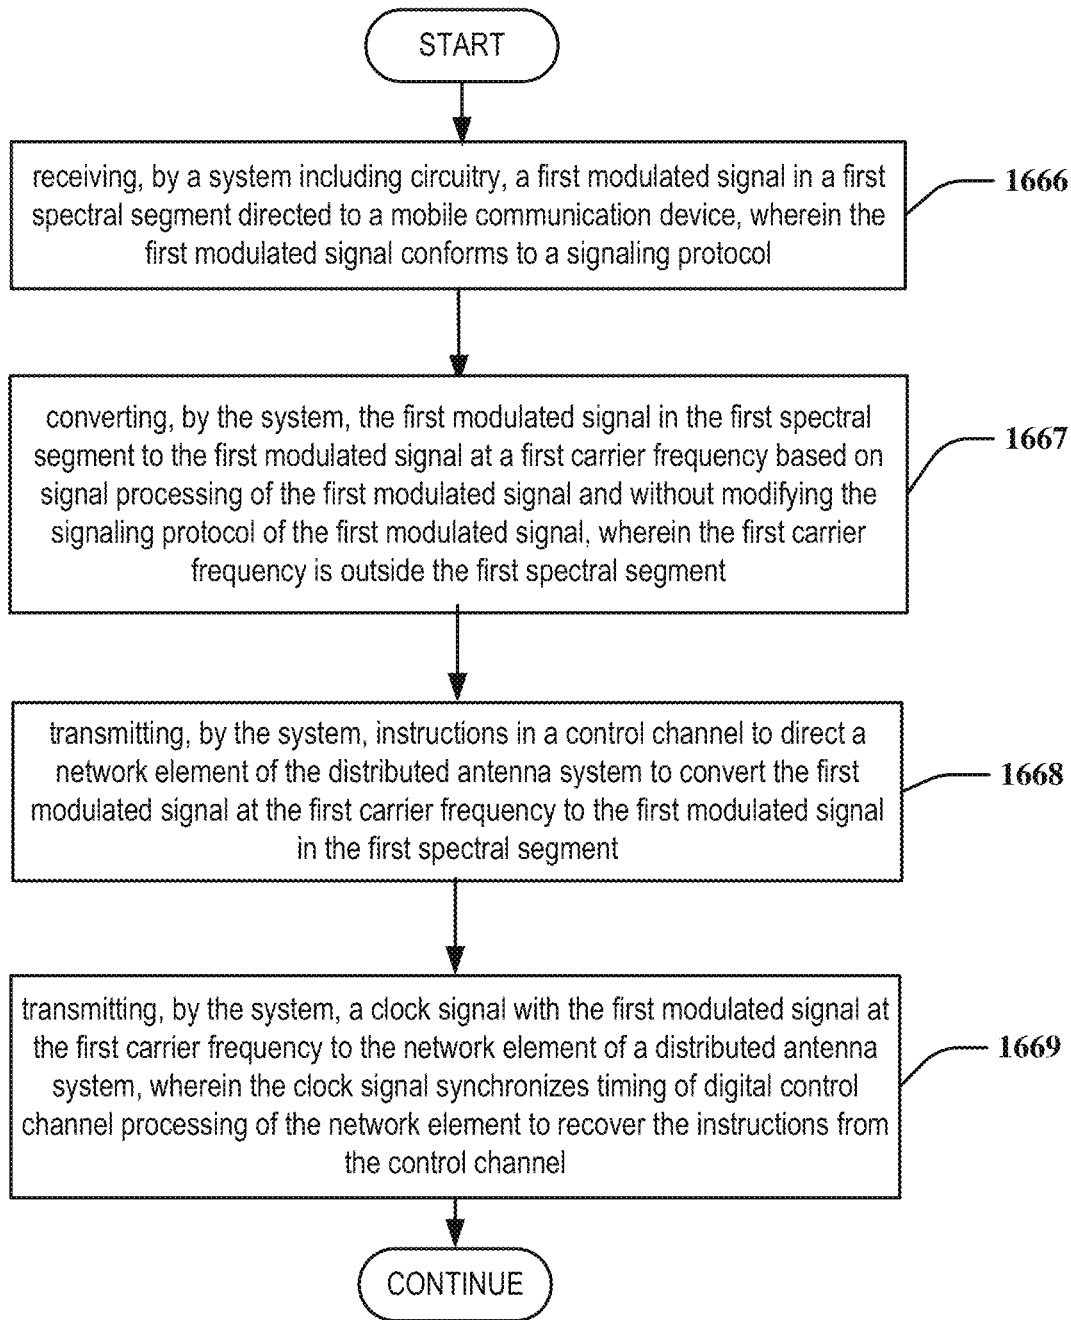 START
receiving, by a system including circuitry, a first modulated signal in a first
spectral segment directed to a mobile communication device, wherein the
first modulated signal conforms to a signaling protocol
1666
converting, by the system, the first modulated signal in the first spectral
segment to the first modulated signal at a first carrier frequency based on
signal processing of the first modulated signal and without modifying the
signaling protocol of the first modulated signal, wherein the first carrier
frequency is outside the first spectral segment
1667
transmitting, by the system, instructions in a control channel to direct a
network element of the distributed antenna system to convert the first
modulated signal at the first carrier frequency to the first modulated signal
in the first spectral segment
1668
transmitting, by the system, a clock signal with the first modulated signal at
the first carrier frequency to the network element of a distributed antenna
system, wherein the clock signal synchronizes timing of digital control
channel processing of the network element to recover the instructions from
the control channel
1669
CONTINUE